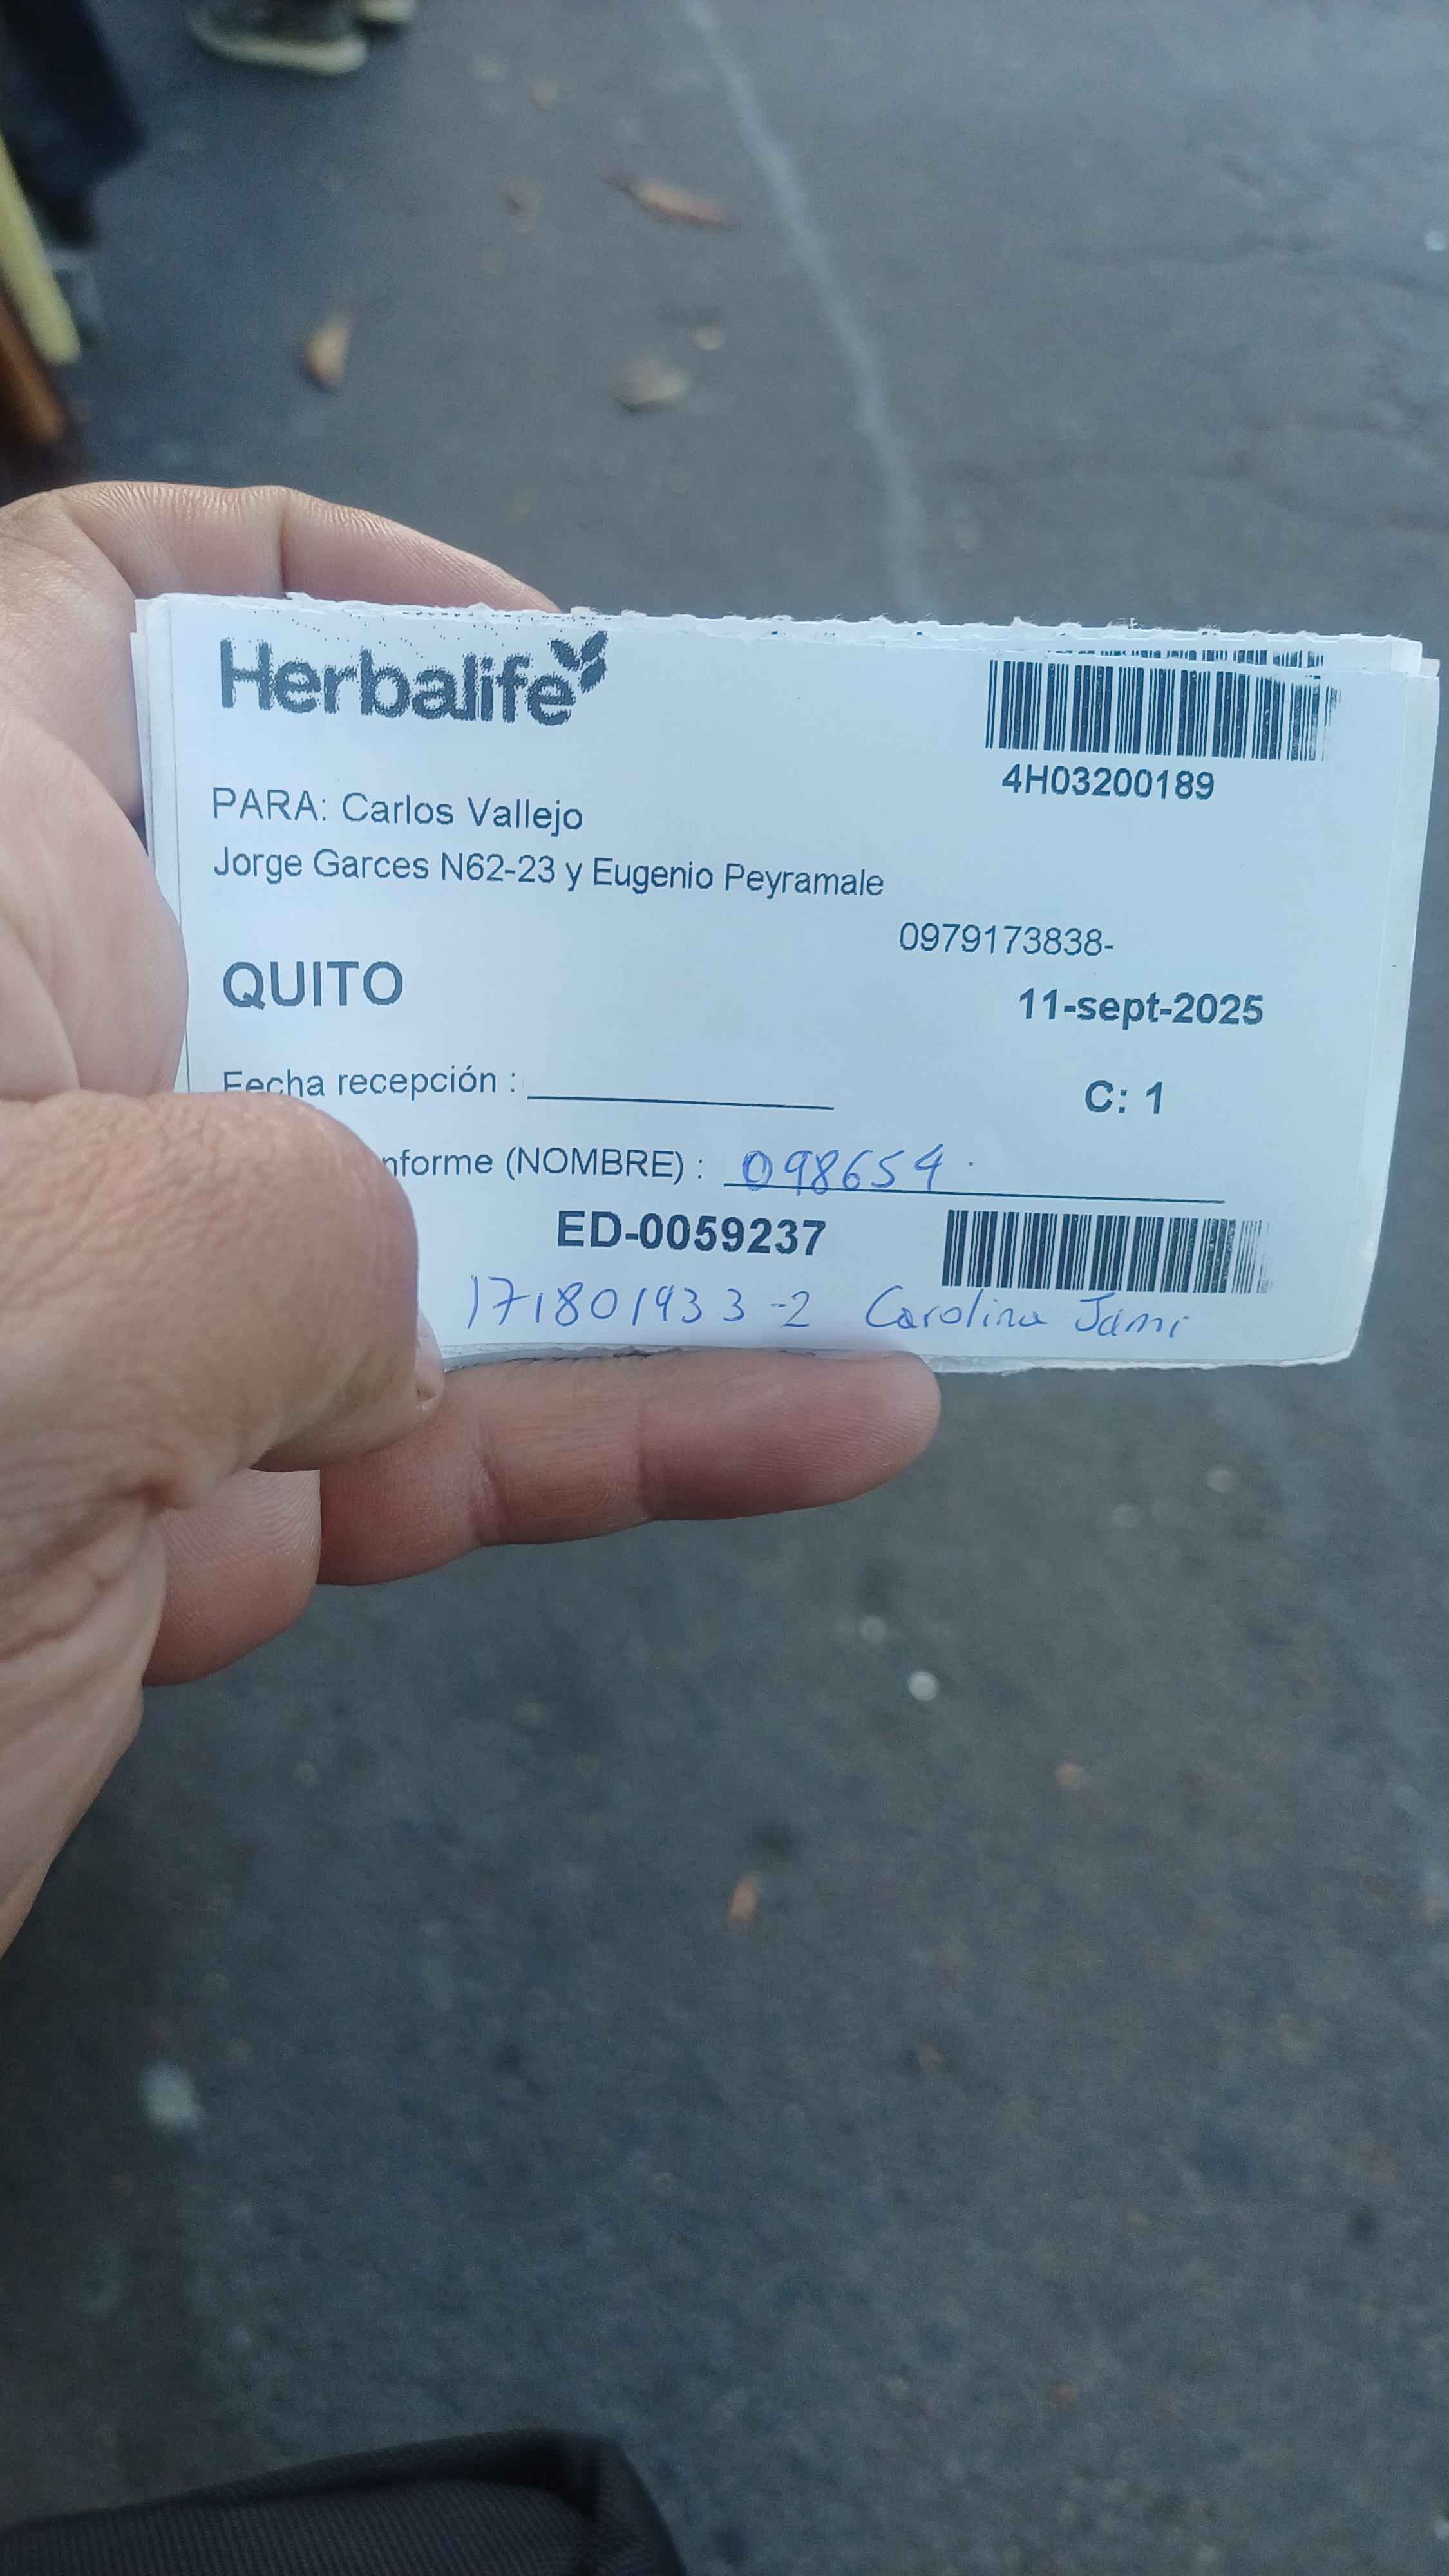 Herbalife
4H03200189
PARA: Carlos Vallejo
Jorge Garces N62-23 y Eugenio Peyramale
0979173838-
QUITO
11-sept-2025
Fecha recepción :
C: 1
nforme (NOMBRE) : 098654
ED-0059237
171801933-2 Carolina Jami